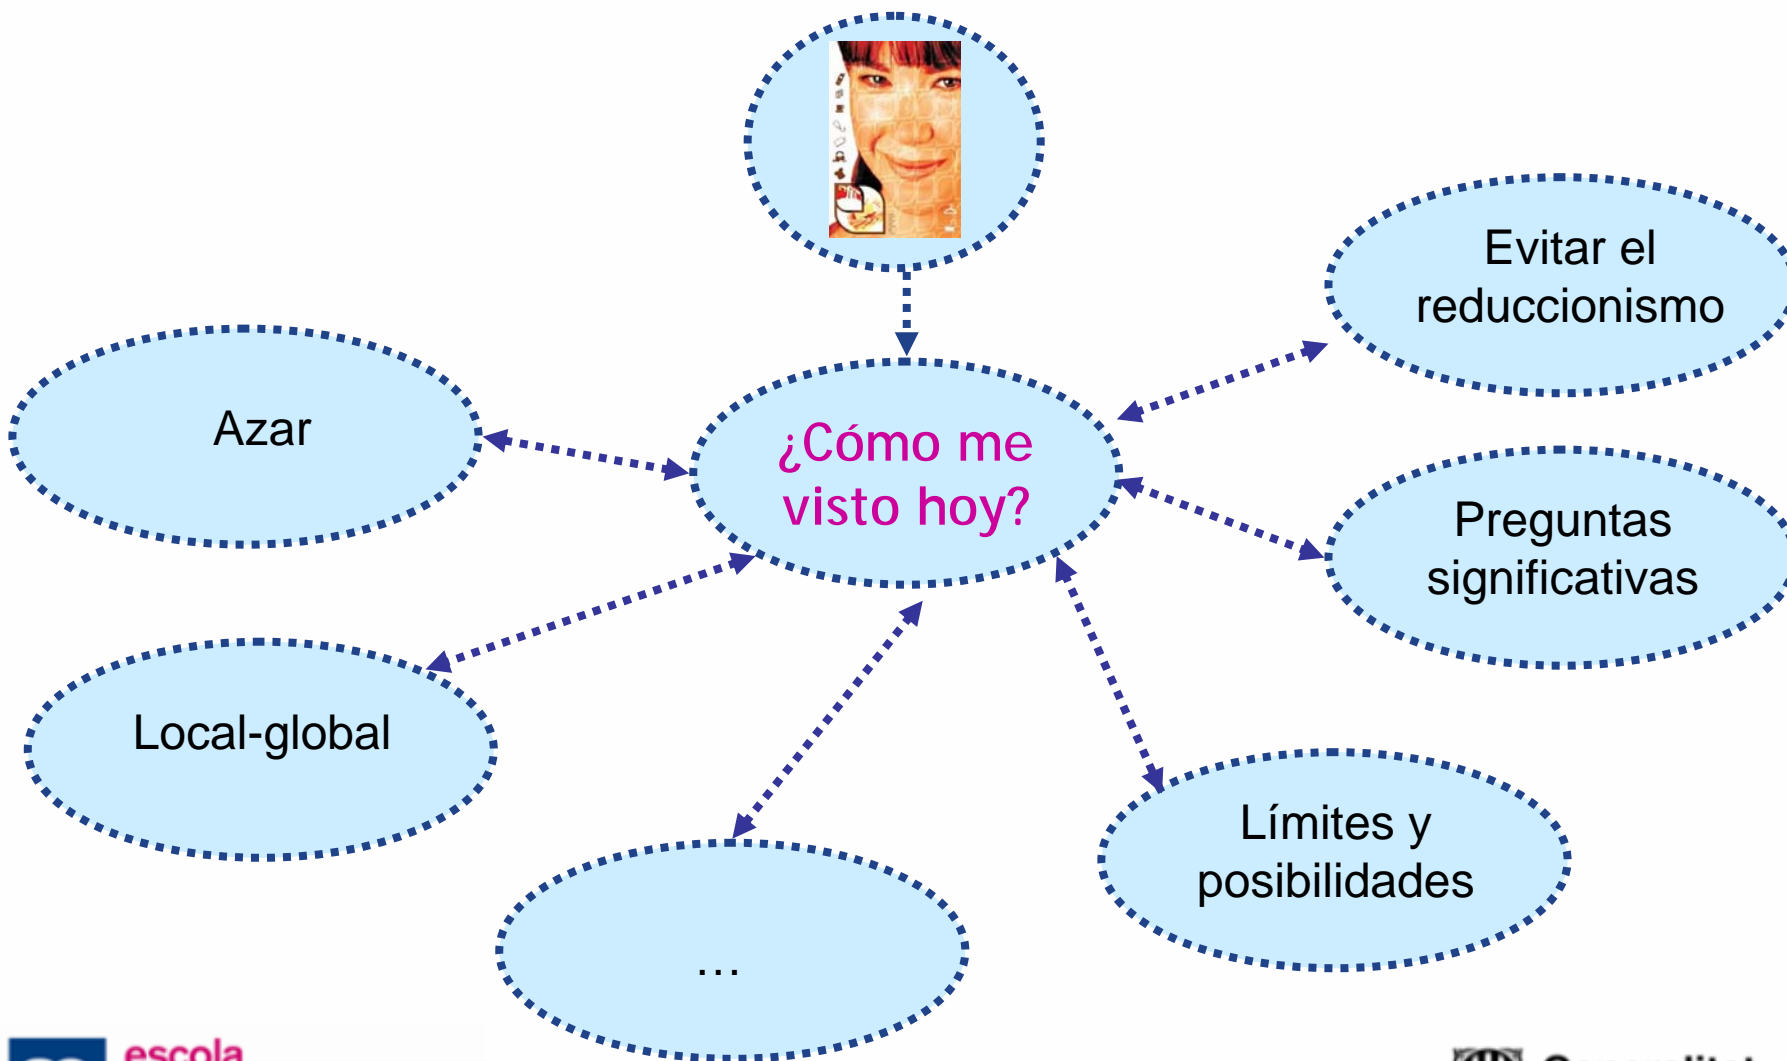 Evitar el
reduccionismo
Azar
¿Cómo me
visto hoy?
Preguntas
significativas
Local-global
Límites y
posibilidades
…
escola